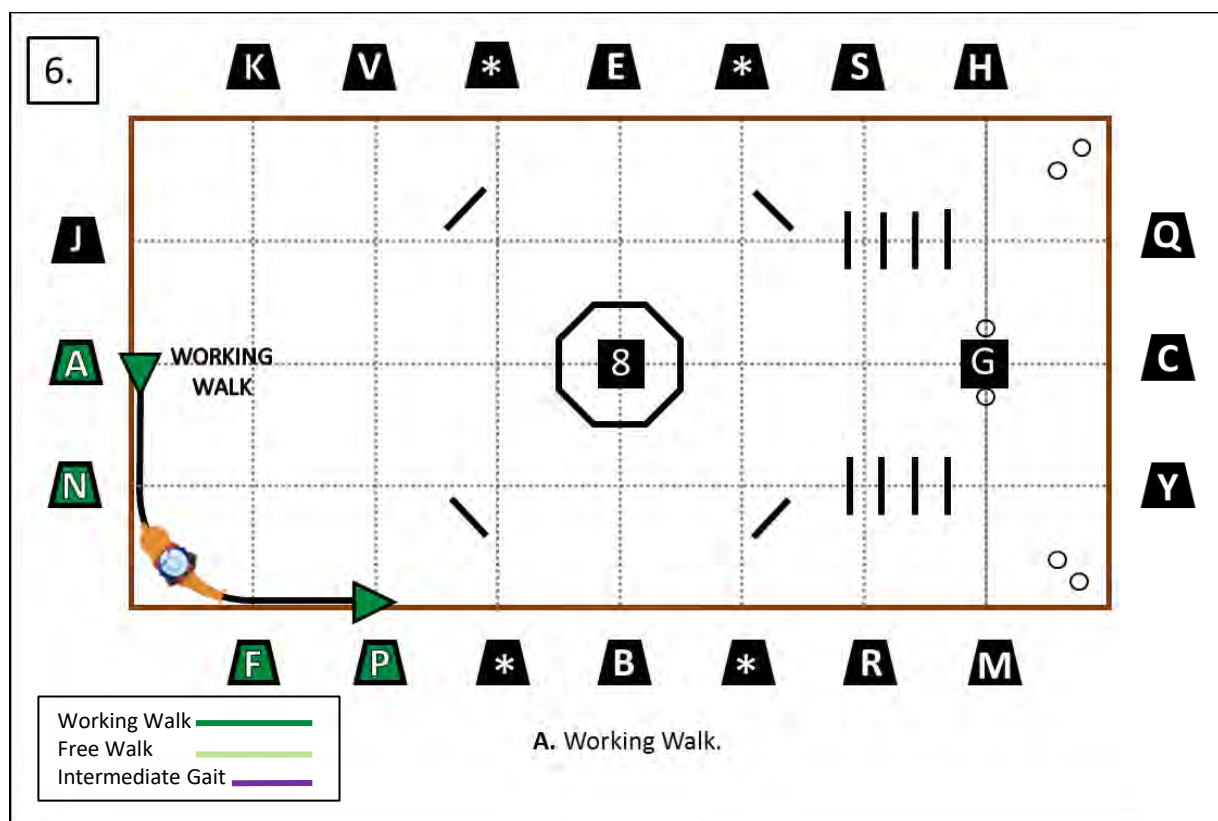 6.
K V * E * S H
J Q
8 G
A WORKING C
WALK
N Y
F P * B * R M
Working Walk
Free Walk
Intermediate Gait
A. Working Walk.